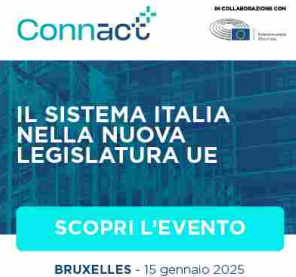 IN COLLABORAZIONE CON
Connact
IL SISTEMA ITALIA
NELLA NUOVA
LEGISLATURA UE
SCOPRI L'EVENTO
BRUXELLES - 15 gennaio 2025